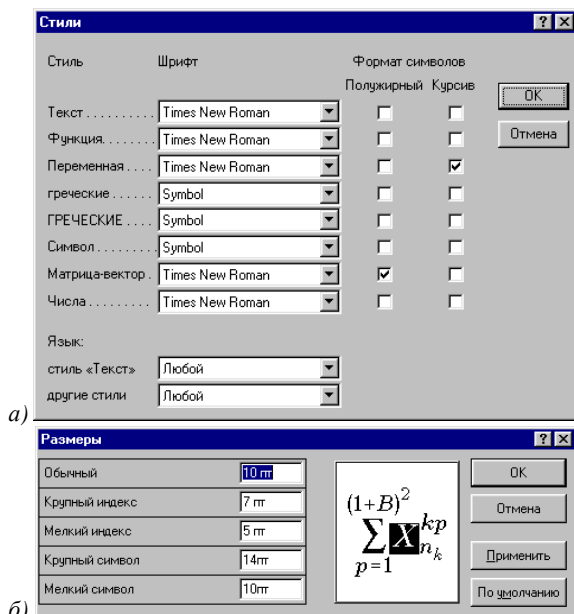 Стили
Стиль Шрифт Формат символов
Полужирный Курсив
OK
Текст . . . . . . . . . . Times New Roman
Функция. . . . . . . . Times New Roman
Отмена
Переменная . . . . Times New Roman
греческие . . . . . . Symbol
ГРЕЧЕСКИЕ . . . . Symbol
Символ . . . . . . . . . Symbol
Матрица-вектор . Times New Roman
Числа . . . . . . . . . Times New Roman
Язык:
стиль «Текст» Любой
другие стили Любой
а)
Размеры
Обычный 10 пт
Крупный индекс 7 пт
Мелкий индекс 5 пт
Крупный символ 14пт
Мелкий символ 10пт
(1+B)²
∑ X kp
n k
p=1
OK
Отмена
Применить
По умолчанию
б)